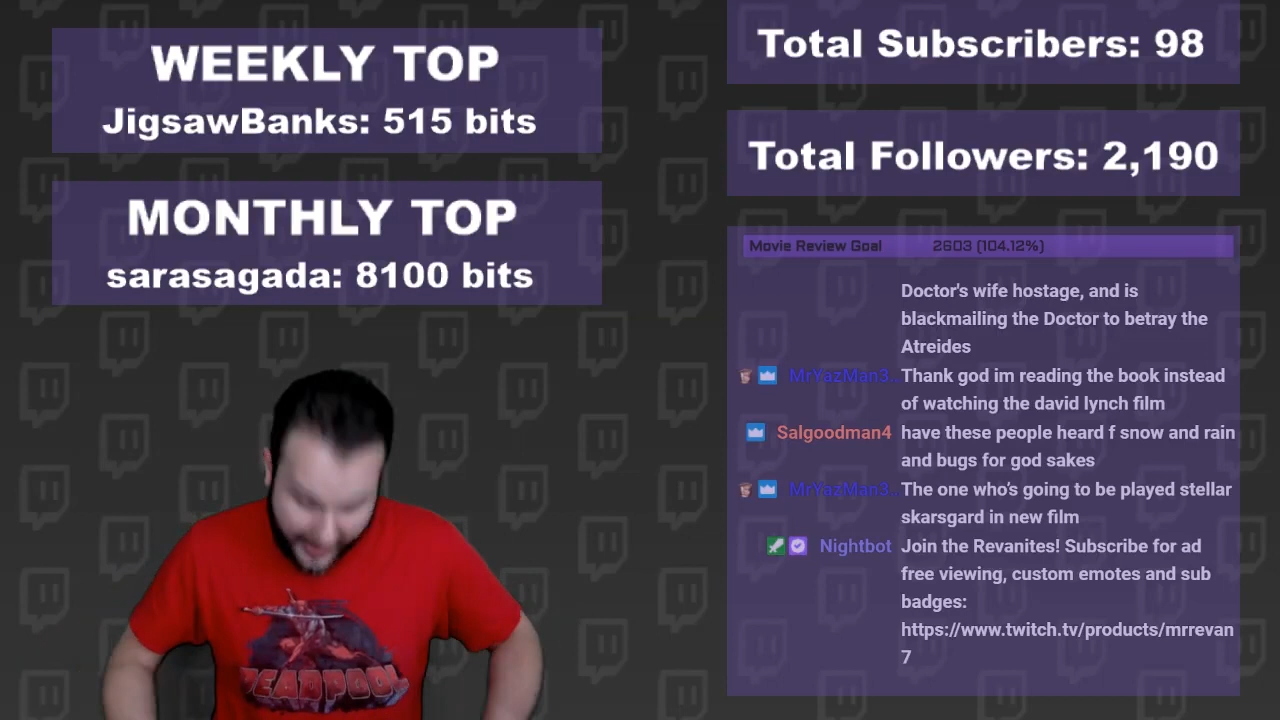 WEEKLY TOP
JigsawBanks: 515 bits
MONTHLY TOP
sarasagada: 8100 bits
Total Subscribers: 98
Total Followers: 2,190
Movie Review Goal 2603 (104.12%)
Doctor's wife hostage, and is
blackmailing the Doctor to betray the
Atreides
MrYazMan3.. Thank god im reading the book instead
of watching the david lynch film
Salgoodman4 have these people heard f snow and rain
and bugs for god sakes
MrYazMan3.. The one who's going to be played stellar
skarsgard in new film
Nightbot Join the Revanites! Subscribe for ad
free viewing, custom emotes and sub
badges:
https://www.twitch.tv/products/mrrevan
7
DEADPOOL